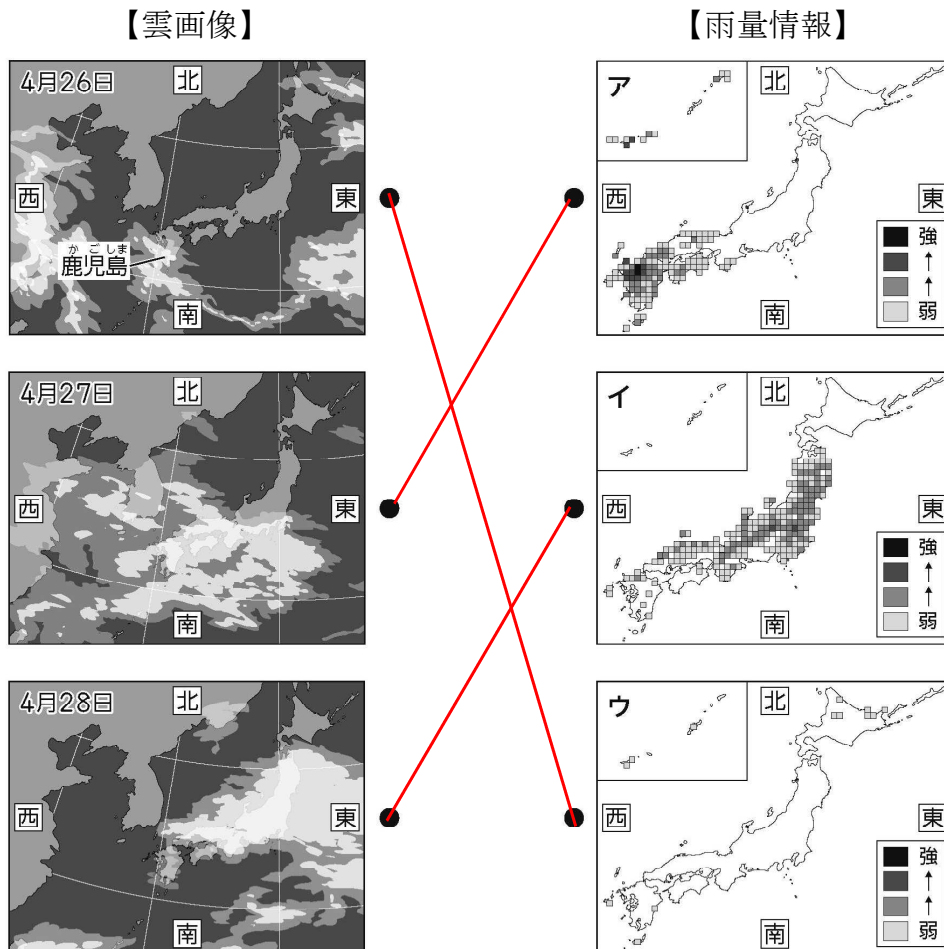 【雲画像】
【雨量情報】
4月26日
北
西
東
南
かごしま
鹿児島
ア
北
西
東
南
強
弱
4月27日
北
西
東
南
イ
北
西
東
南
強
弱
4月28日
北
西
東
南
ウ
北
西
東
南
強
弱